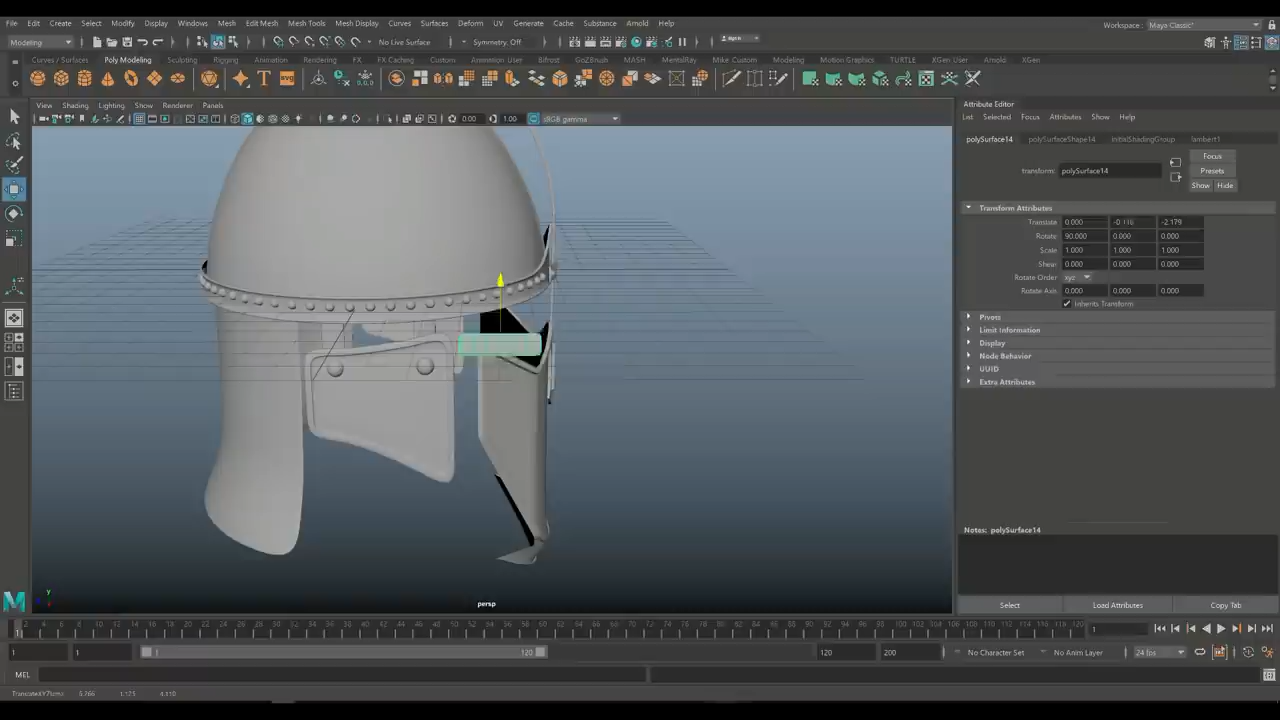 File Edit Create Select Modify Display Windows Mesh Edit Mesh Mesh Tools Mesh Display Curves Surfaces Deform UV Generate Cache Substance Arnold Help
Workspace : Maya Classic*
Modeling No Live Surface Symmetry: Off
Curves / Surfaces Poly Modeling Sculpting Rigging Animation Rendering FX FX Caching Custom Animation User Bifrost GoZBrush MASH MentalRay Mike Custom Modeling Motion Graphics TURTLE XGen User Arnold XGen
View Shading Lighting Show Renderer Panels
0.00 1.00 sRGB gamma
Attribute Editor
List Selected Focus Attributes Show Help
polySurface14 polySurfaceShape14 initialShadingGroup lambert1
transform: polySurface14
Focus
Presets
Show Hide
Transform Attributes
Translate 0.000 -0.116 -2.179
Rotate 90.000 0.000 0.000
Scale 1.000 1.000 1.000
Shear 0.000 0.000 0.000
Rotate Order xyz
Rotate Axis 0.000 0.000 0.000
Inherits Transform
Pivots
Limit Information
Display
Node Behavior
UUID
Extra Attributes
Notes: polySurface14
Select Load Attributes Copy Tab
y
persp
1 1 1 120 120 200 No Character Set No Anim Layer 24 fps
MEL